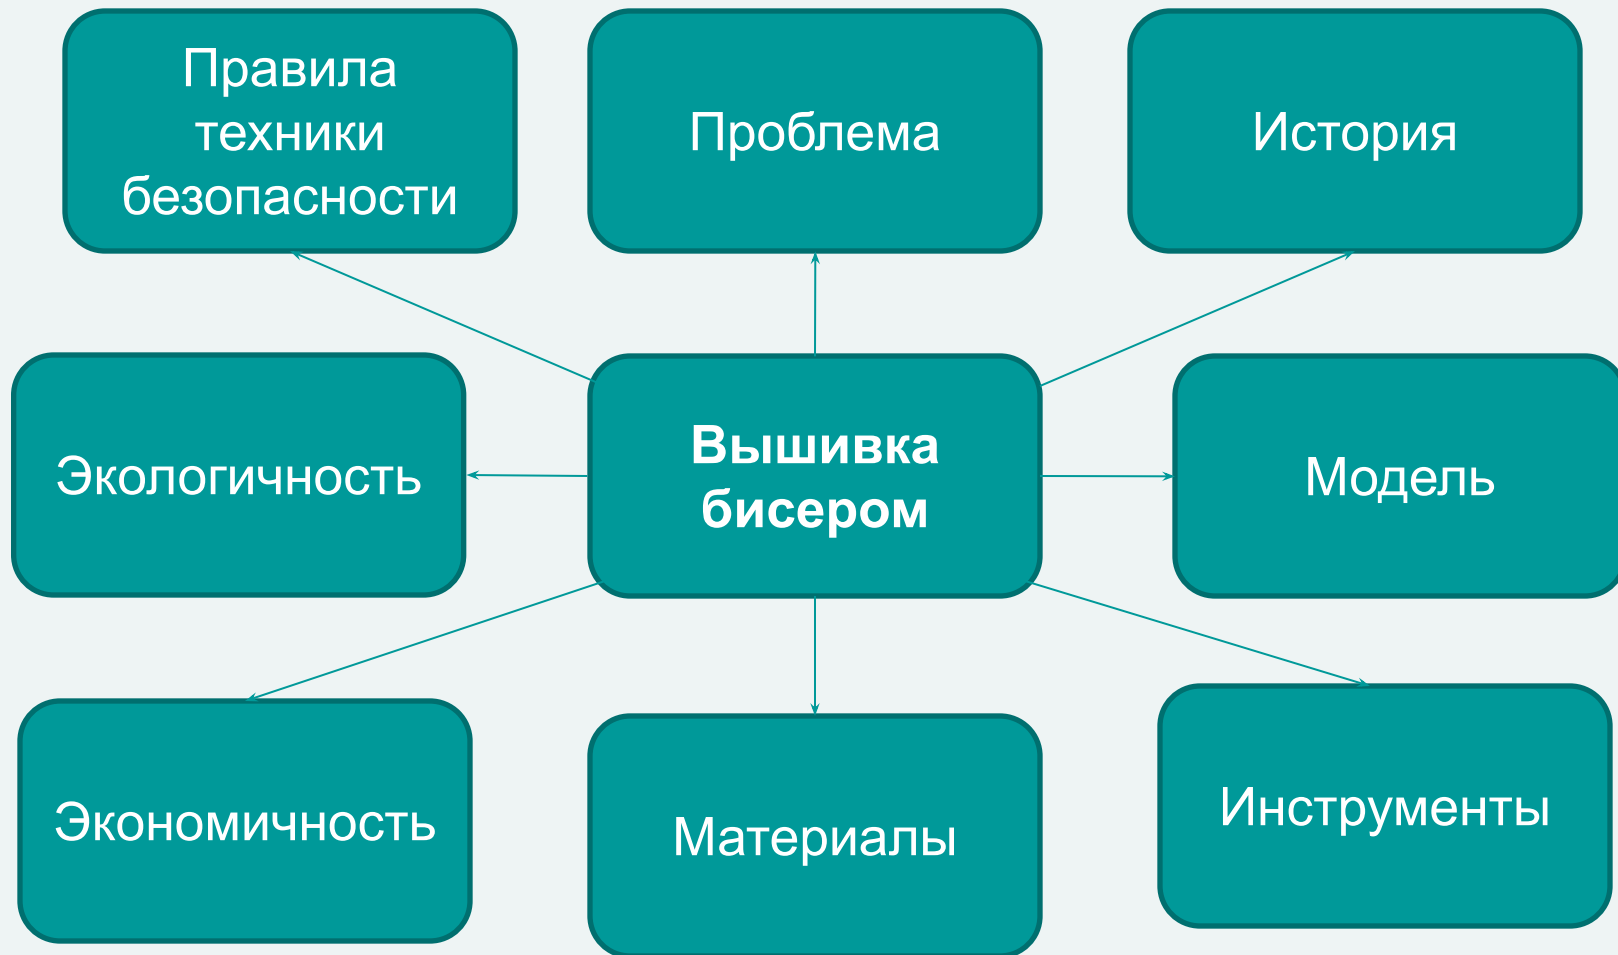 Правила
техники
безопасности
Проблема
История
Экологичность
Вышивка
бисером
Модель
Экономичность
Материалы
Инструменты